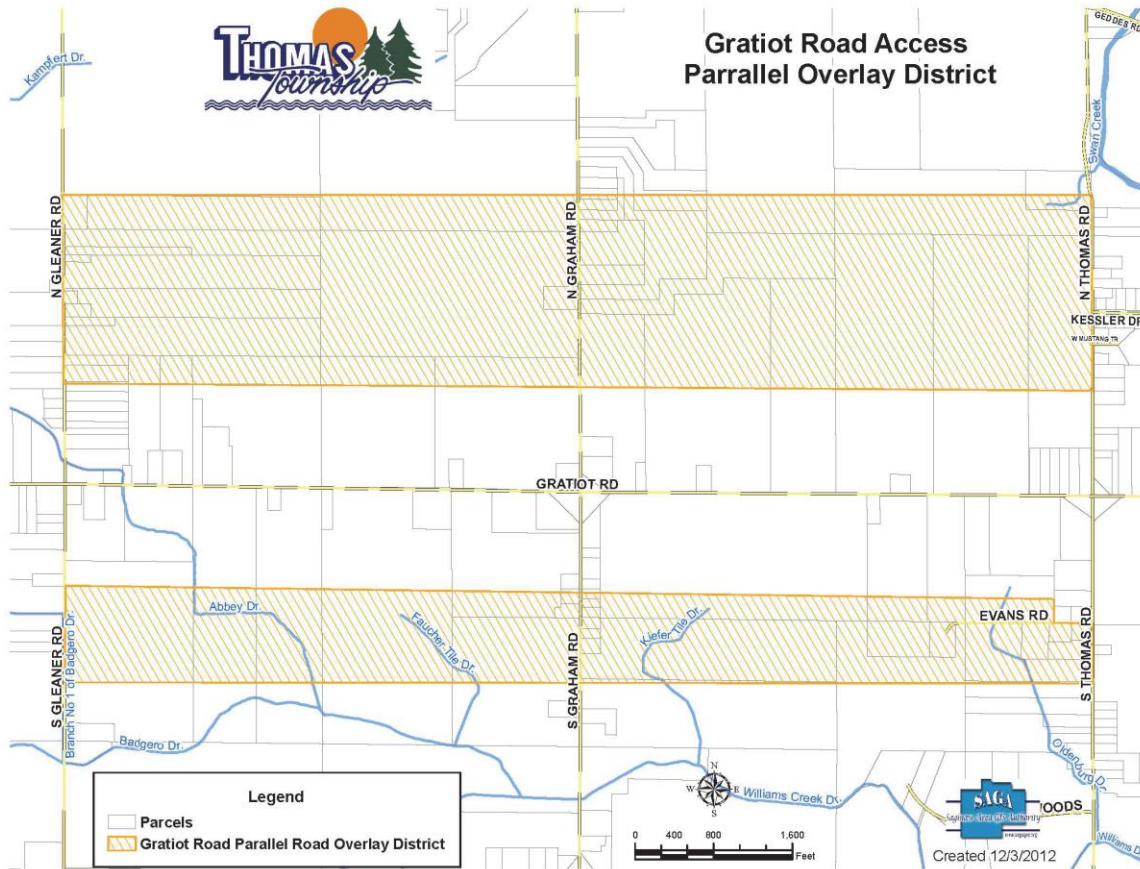 THOMAS
Township
Gratiot Road Access
Parrallel Overlay District
GEDDES RD
Kampfert Dr.
Swan Creek
N GLEANER RD
N GRAHAM RD
N THOMAS RD
KESSLER DR
W MUSTANG TR
GRATIOT RD
Abbey Dr.
Faucher Tile Dr.
Kiefer Tile Dr.
EVANS RD
S GLEANER RD
Branch No 1 of Badgero Dr.
S GRAHAM RD
S THOMAS RD
Badgero Dr.
Oldenburg Dr.
Williams Creek Dr.
Legend
Parcels
Gratiot Road Parallel Road Overlay District
N
W E
S
0 400 800 1,600
Feet
SAGA
Saginaw Area GIS Authority
OODS
Williams D
Created 12/3/2012